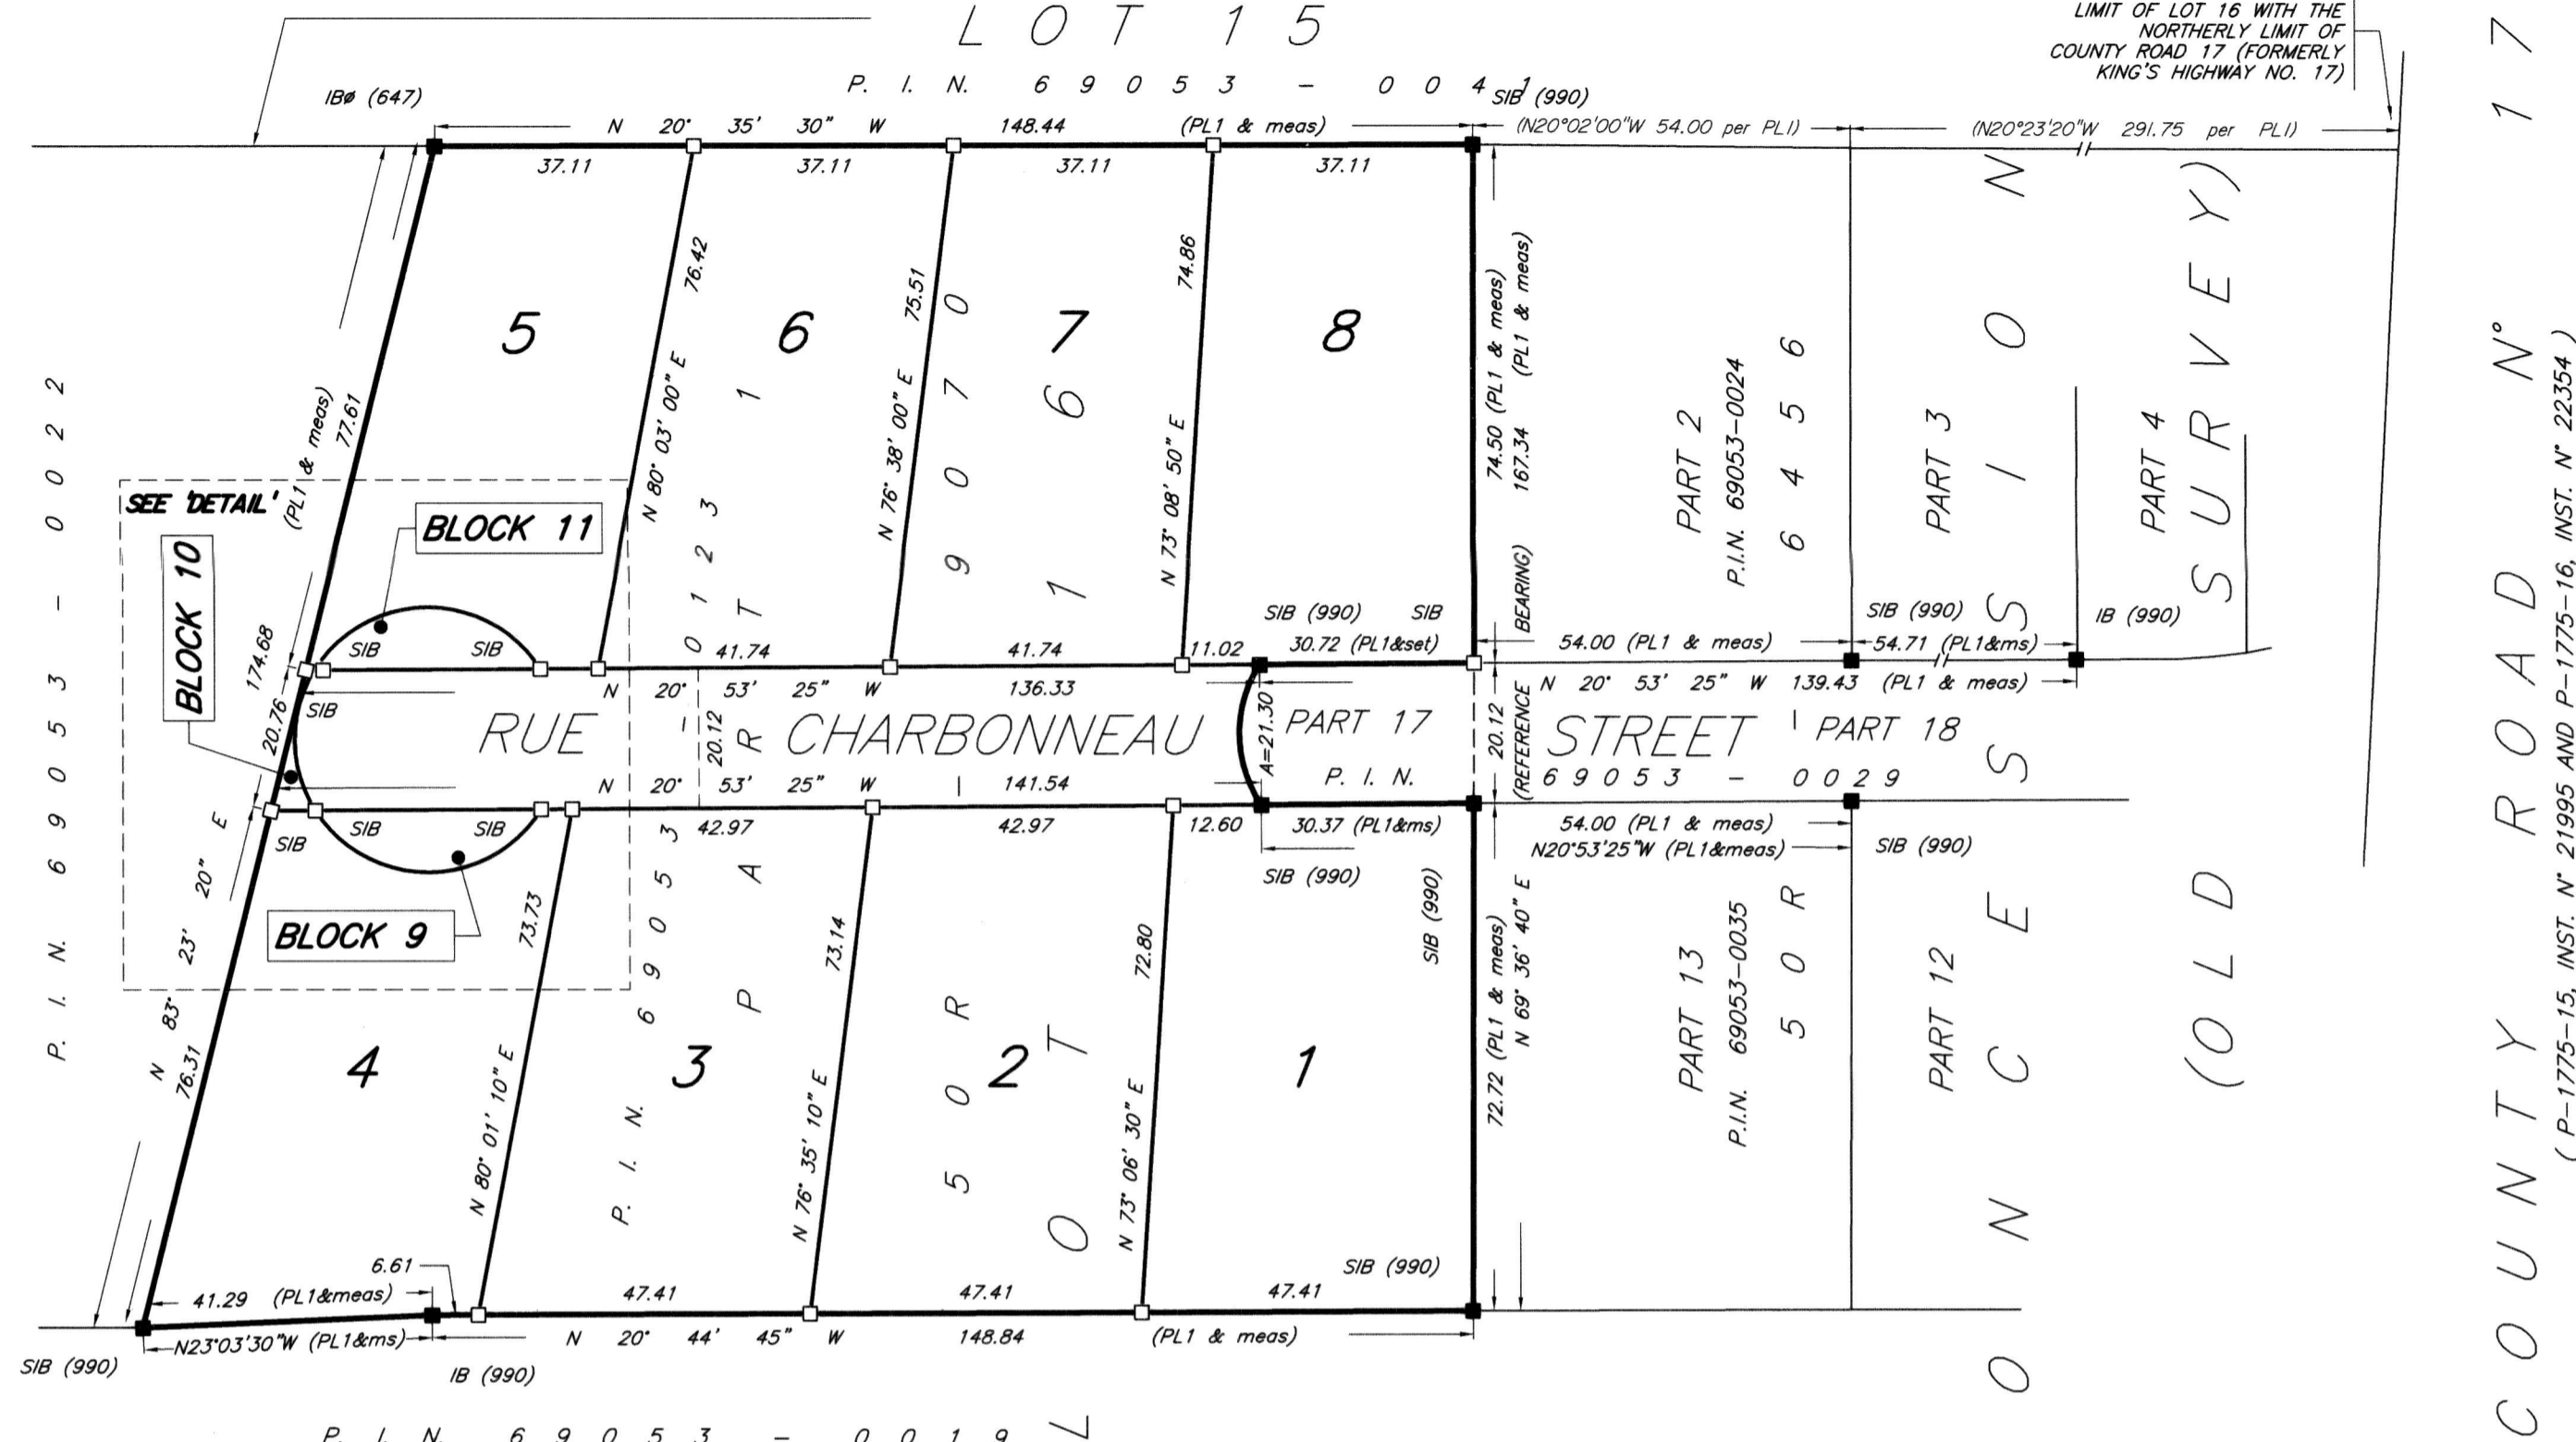 LOT 15
P. I. N. 69053 - 0041
LIMIT OF LOT 16 WITH THE
NORTHERLY LIMIT OF
COUNTY ROAD 17 (FORMERLY
KING'S HIGHWAY NO. 17)
IBø (647)
SIB (990)
N 20° 35' 30" W 148.44 (PL1 & meas)
(N20°02'00"W 54.00 per PL1)
(N20°23'20"W 291.75 per PL1)
37.11
37.11
37.11
37.11
76.42
75.51
74.86
5
6
7
8
N 80° 03' 00" E
N 76° 38' 00" E
N 73° 08' 50" E
74.50 (PL1 & meas)
167.34 (PL1 & meas)
77.61
(PL1 & meas)
174.68
20.76
SEE 'DETAIL'
BLOCK 11
BLOCK 10
BLOCK 9
PART 2
P.I.N. 69053-0024
PART 3
PART 4
50R6456
(OLD SURVEY)
CONCESSION
COUNTY ROAD N° 17
( P-1775-15, INST. N° 21995 AND P-1775-16, INST. N° 22354 )
P. I. N. 69053 - 0022
P. I. N. 69053 - 0123
PART 1
50R9070
LOT 16
SIB
SIB
SIB
SIB
SIB
SIB
41.74
41.74
11.02
SIB (990)
SIB
30.72 (PL1&set)
54.00 (PL1 & meas)
SIB (990)
54.71 (PL1&ms)
IB (990)
N 20° 53' 25" W 136.33
N 20° 53' 25" W 139.43 (PL1 & meas)
RUE CHARBONNEAU STREET
20.12
A=21.30
PART 17
20.12
(REFERENCE BEARING)
PART 18
P. I. N. 69053 - 0029
N 20° 53' 25" W 141.54
42.97
42.97
12.60
30.37 (PL1&ms)
54.00 (PL1 & meas)
N20°53'25"W (PL1&meas)
SIB (990)
SIB (990)
SIB (990)
N 83° 23' 20" E
76.31
73.73
73.14
72.80
72.72 (PL1 & meas)
N 69° 36' 40" E
4
3
2
1
N 80° 01' 10" E
N 76° 35' 10" E
N 73° 06' 30" E
PART 13
P.I.N. 69053-0035
PART 12
SIB (990)
6.61
41.29 (PL1&meas)
47.41
47.41
47.41
N23°03'30"W (PL1&ms)
N 20° 44' 45" W 148.84 (PL1 & meas)
SIB (990)
IB (990)
P. I. N. 69053 - 0019